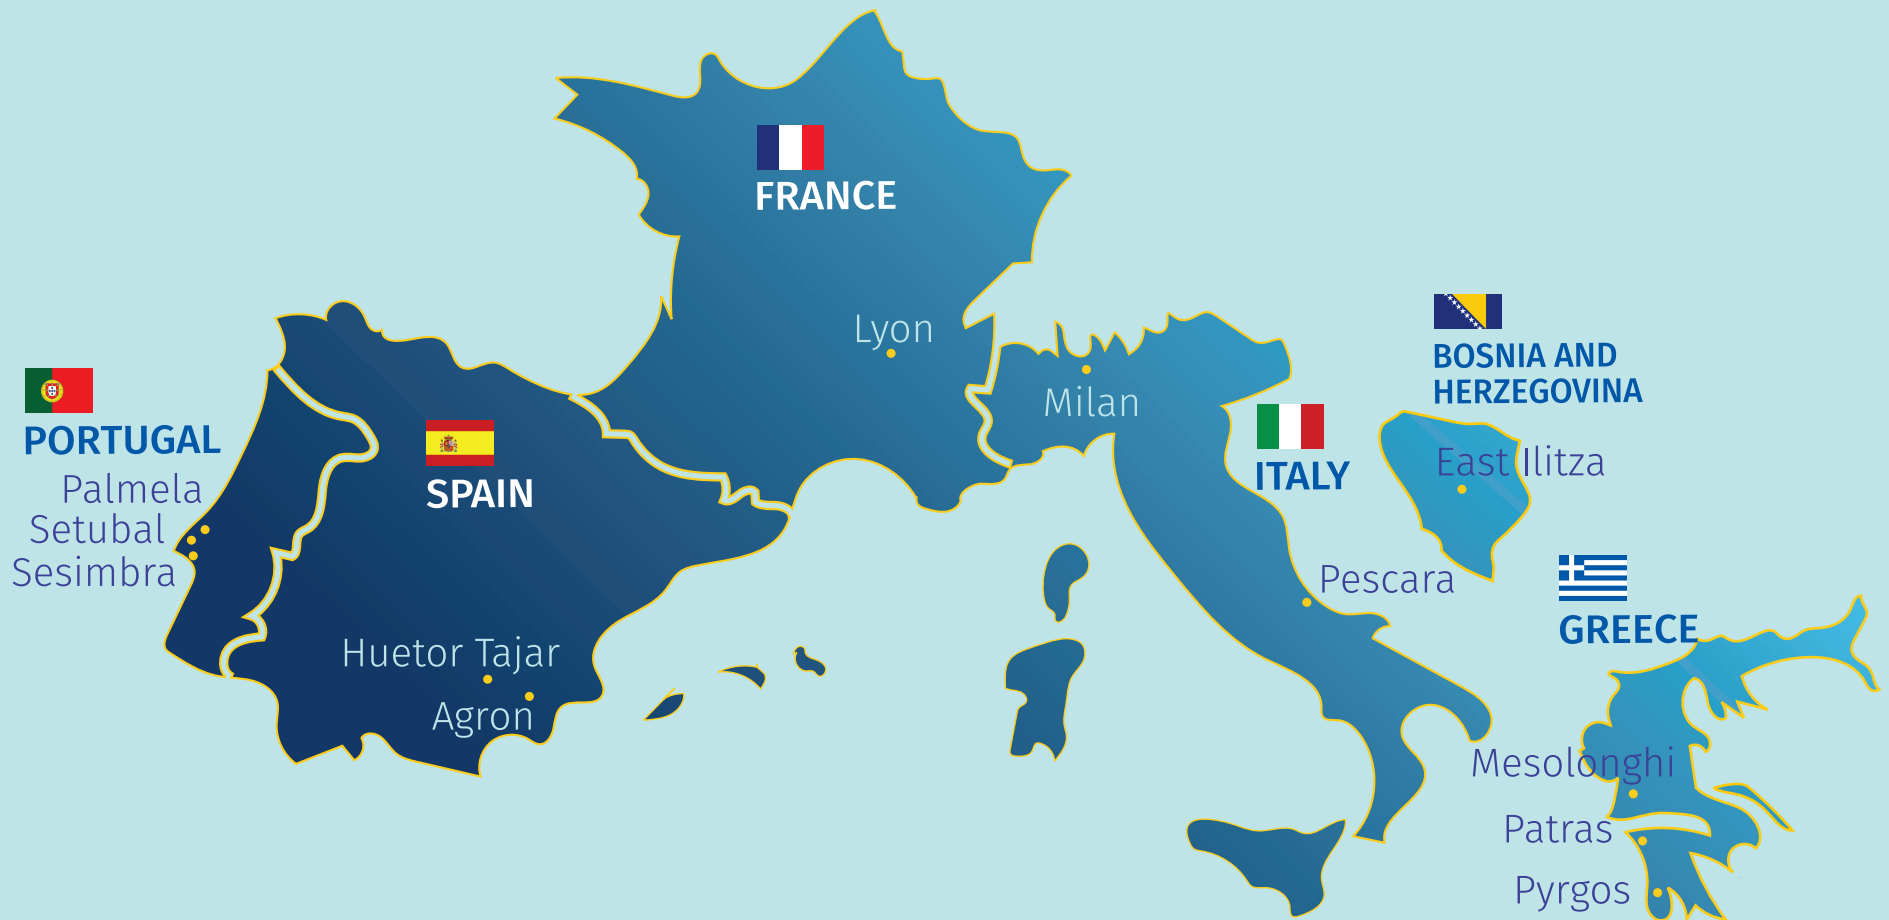 FRANCE
Lyon
PORTUGAL
Palmela
Setubal
Sesimbra
SPAIN
Huetor Tajar
Agron
Milan
ITALY
Pescara
BOSNIA AND
HERZEGOVINA
East Ilitza
GREECE
Mesolonghi
Patras
Pyrgos